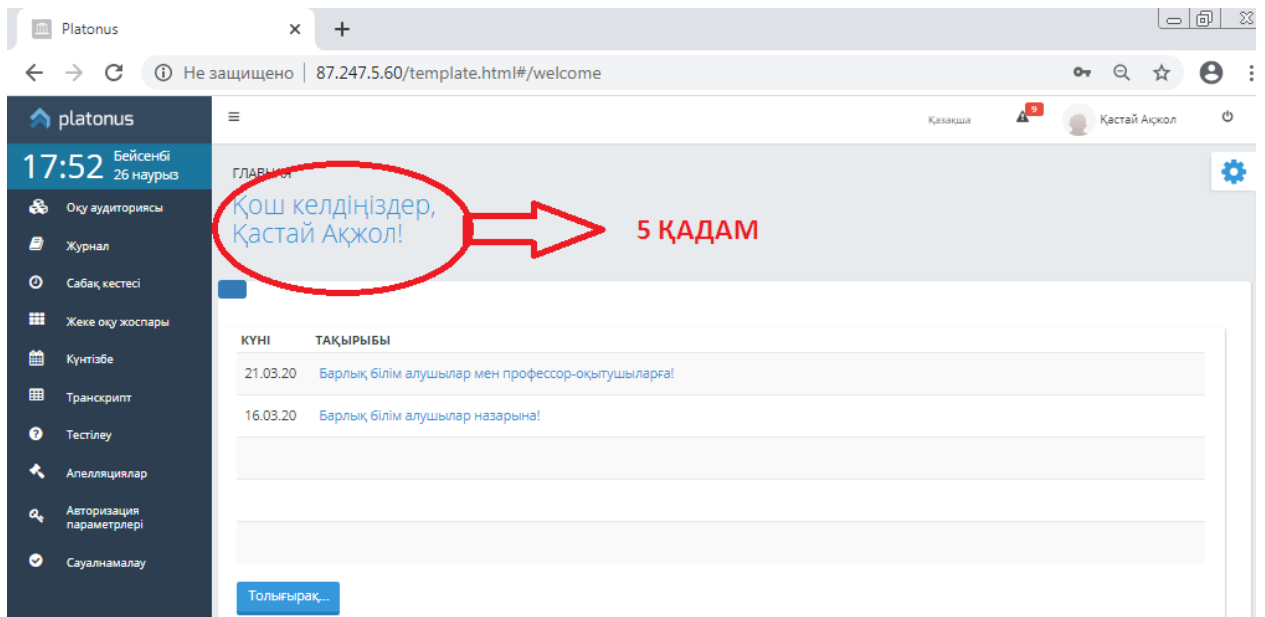 Platonus
Не защищено | 87.247.5.60/template.html#/welcome
platonus
Қазақша
9
Қастай Ақжол
17:52 Бейсенбі
26 наурыз
ГЛАВНАЯ
Қош келдіңіздер,
Қастай Ақжол!
5 ҚАДАМ
Оқу аудиториясы
Журнал
Сабақ кестесі
Жеке оқу жоспары
Күнтізбе
Транскрипт
Тестілеу
Апелляциялар
Авторизация
параметрлері
Сауалнамалау
КҮНІ ТАҚЫРЫБЫ
21.03.20 Барлық білім алушылар мен профессор-оқытушыларға!
16.03.20 Барлық білім алушылар назарына!
Толығырақ...